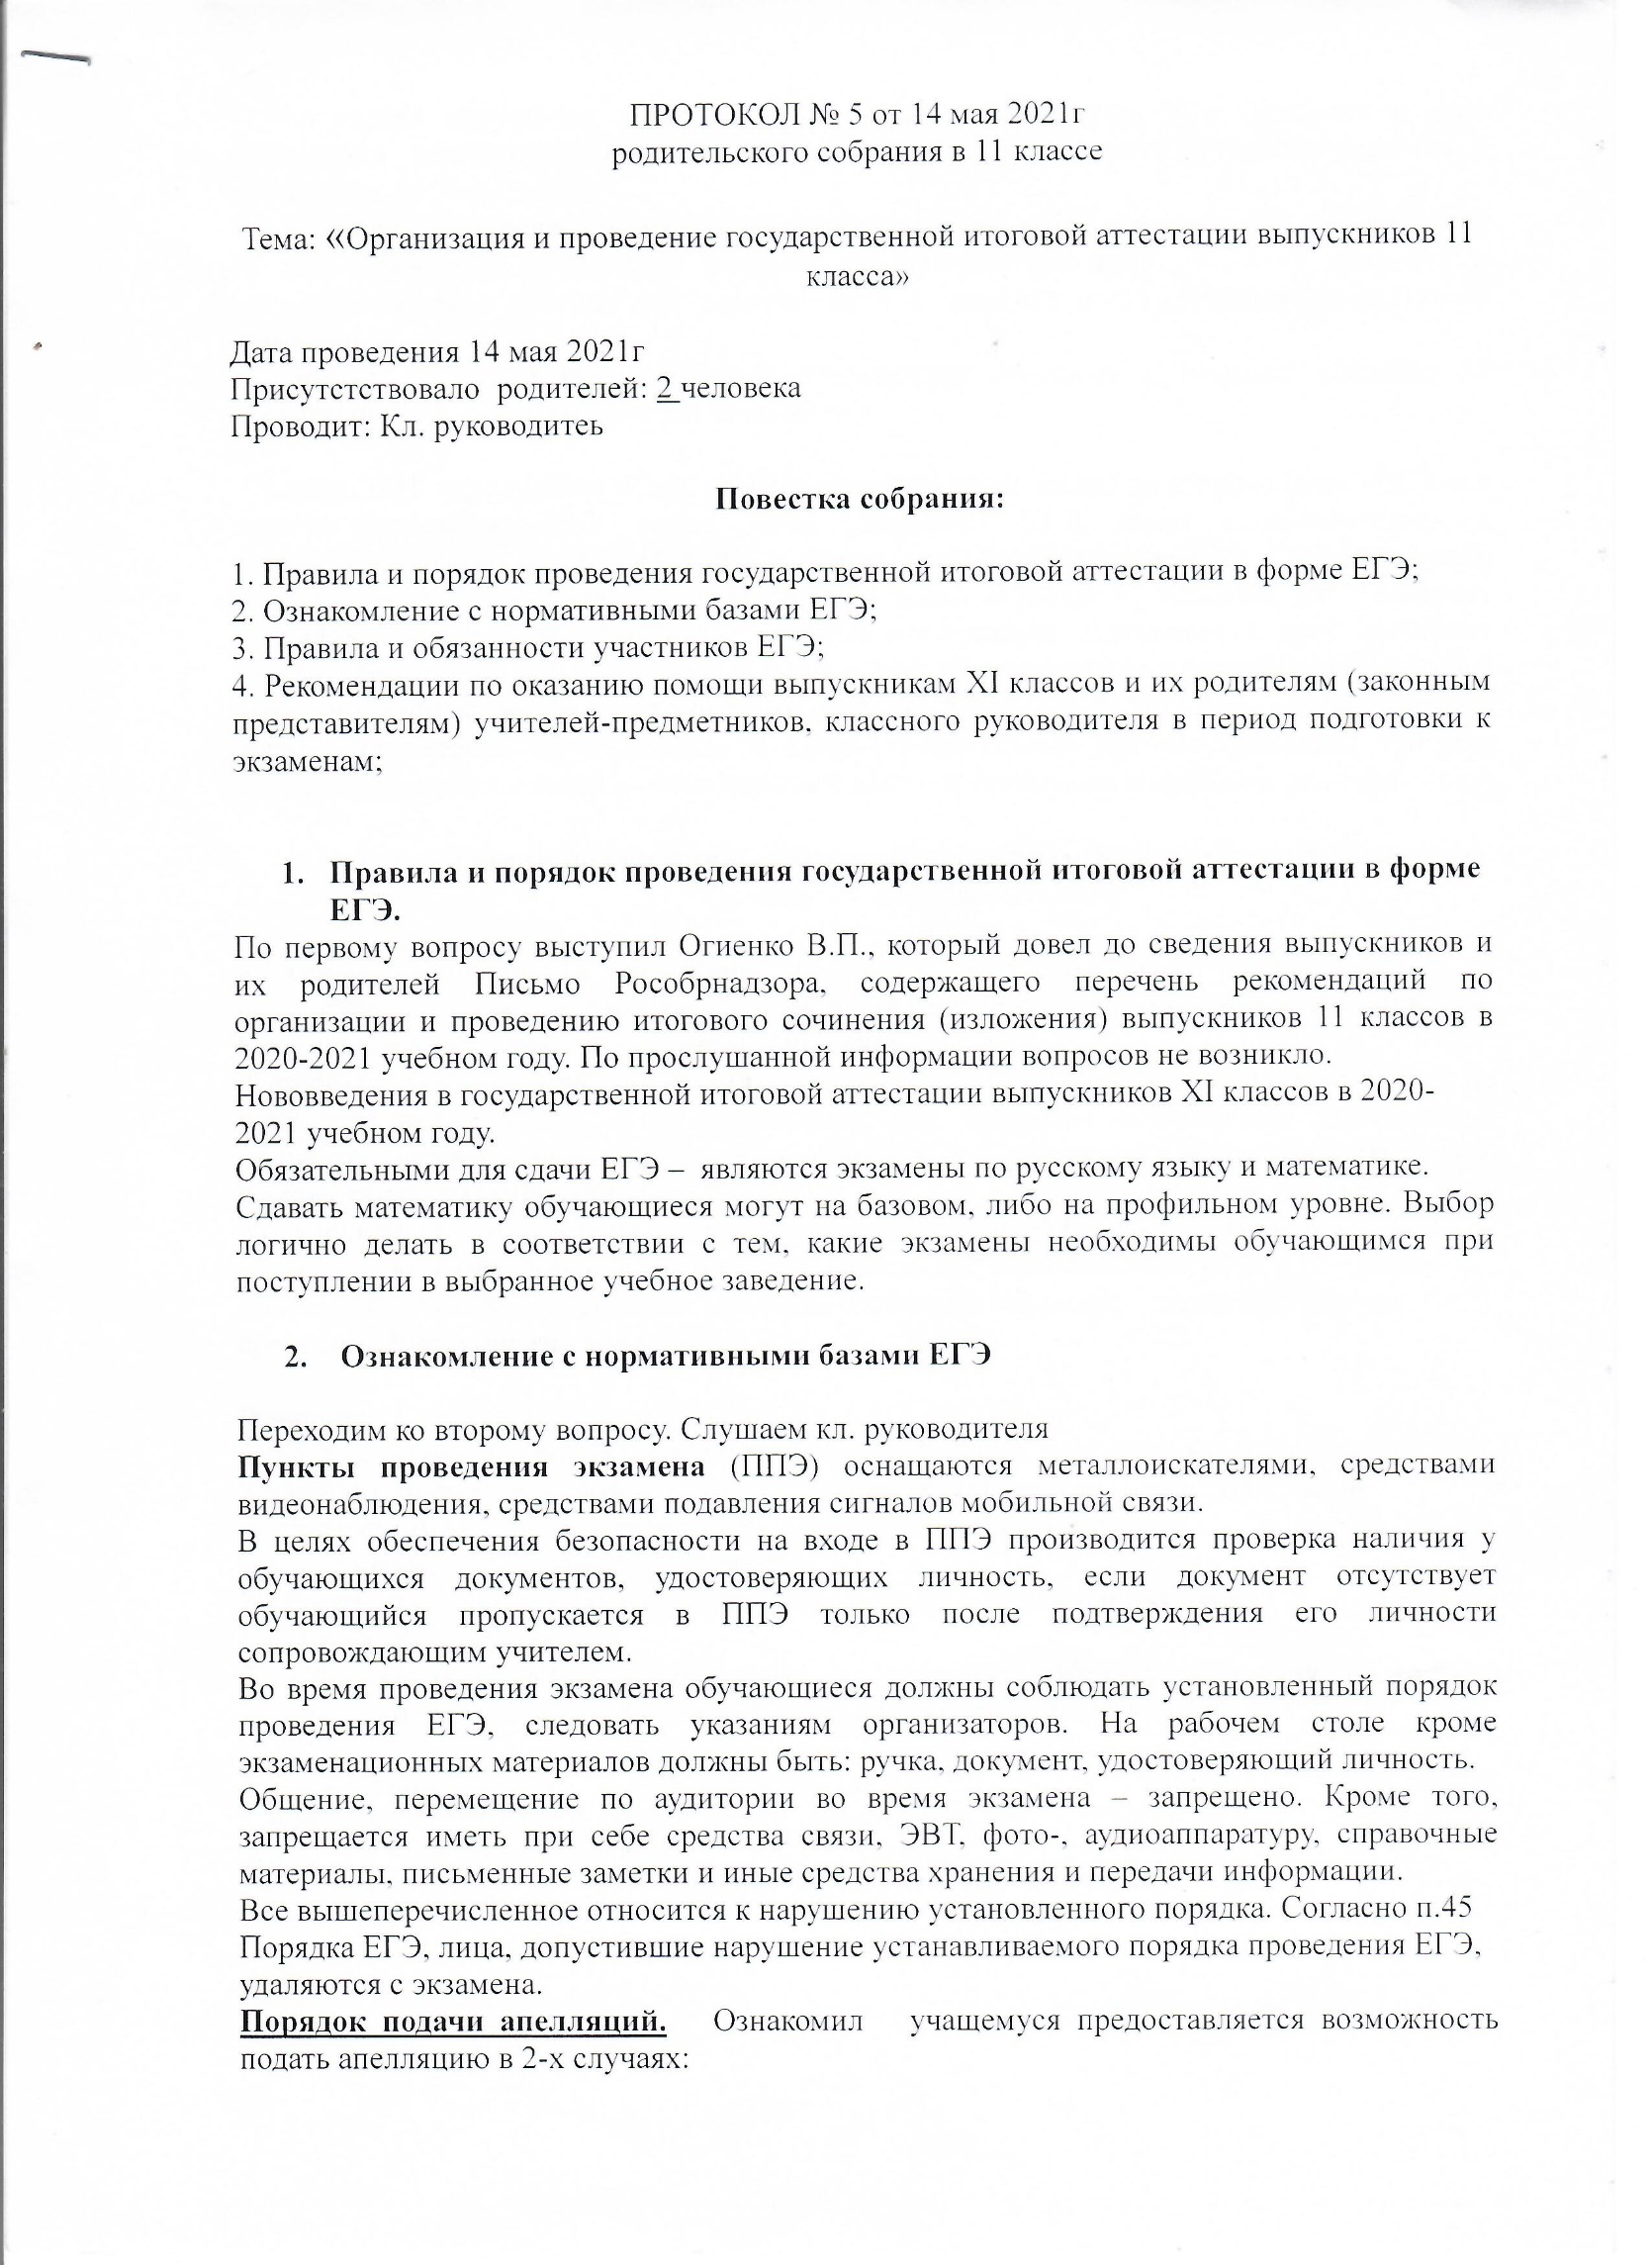 ПРОТОКОЛ № 5 от 14 мая 2021г
родительского собрания в 11 классе
Тема: «Организация и проведение государственной итоговой аттестации выпускников 11
класса»
Дата проведения 14 мая 2021г
Присутстствовало родителей: 2 человека
Проводит: Кл. руководитеь
Повестка собрания:
1. Правила и порядок проведения государственной итоговой аттестации в форме ЕГЭ;
2. Ознакомление с нормативными базами ЕГЭ;
3. Правила и обязанности участников ЕГЭ;
4. Рекомендации по оказанию помощи выпускникам XI классов и их родителям (законным
представителям) учителей-предметников, классного руководителя в период подготовки к
экзаменам;
1. Правила и порядок проведения государственной итоговой аттестации в форме
ЕГЭ.
По первому вопросу выступил Огиенко В.П., который довел до сведения выпускников и
их родителей Письмо Рособрнадзора, содержащего перечень рекомендаций по
организации и проведению итогового сочинения (изложения) выпускников 11 классов в
2020-2021 учебном году. По прослушанной информации вопросов не возникло.
Нововведения в государственной итоговой аттестации выпускников XI классов в 2020-
2021 учебном году.
Обязательными для сдачи ЕГЭ – являются экзамены по русскому языку и математике.
Сдавать математику обучающиеся могут на базовом, либо на профильном уровне. Выбор
логично делать в соответствии с тем, какие экзамены необходимы обучающимся при
поступлении в выбранное учебное заведение.
2. Ознакомление с нормативными базами ЕГЭ
Переходим ко второму вопросу. Слушаем кл. руководителя
Пункты проведения экзамена (ППЭ) оснащаются металлоискателями, средствами
видеонаблюдения, средствами подавления сигналов мобильной связи.
В целях обеспечения безопасности на входе в ППЭ производится проверка наличия у
обучающихся документов, удостоверяющих личность, если документ отсутствует
обучающийся пропускается в ППЭ только после подтверждения его личности
сопровождающим учителем.
Во время проведения экзамена обучающиеся должны соблюдать установленный порядок
проведения ЕГЭ, следовать указаниям организаторов. На рабочем столе кроме
экзаменационных материалов должны быть: ручка, документ, удостоверяющий личность.
Общение, перемещение по аудитории во время экзамена – запрещено. Кроме того,
запрещается иметь при себе средства связи, ЭВТ, фото-, аудиоаппаратуру, справочные
материалы, письменные заметки и иные средства хранения и передачи информации.
Все вышеперечисленное относится к нарушению установленного порядка. Согласно п.45
Порядка ЕГЭ, лица, допустившие нарушение устанавливаемого порядка проведения ЕГЭ,
удаляются с экзамена.
Порядок подачи апелляций. Ознакомил учащемуся предоставляется возможность
подать апелляцию в 2-х случаях: